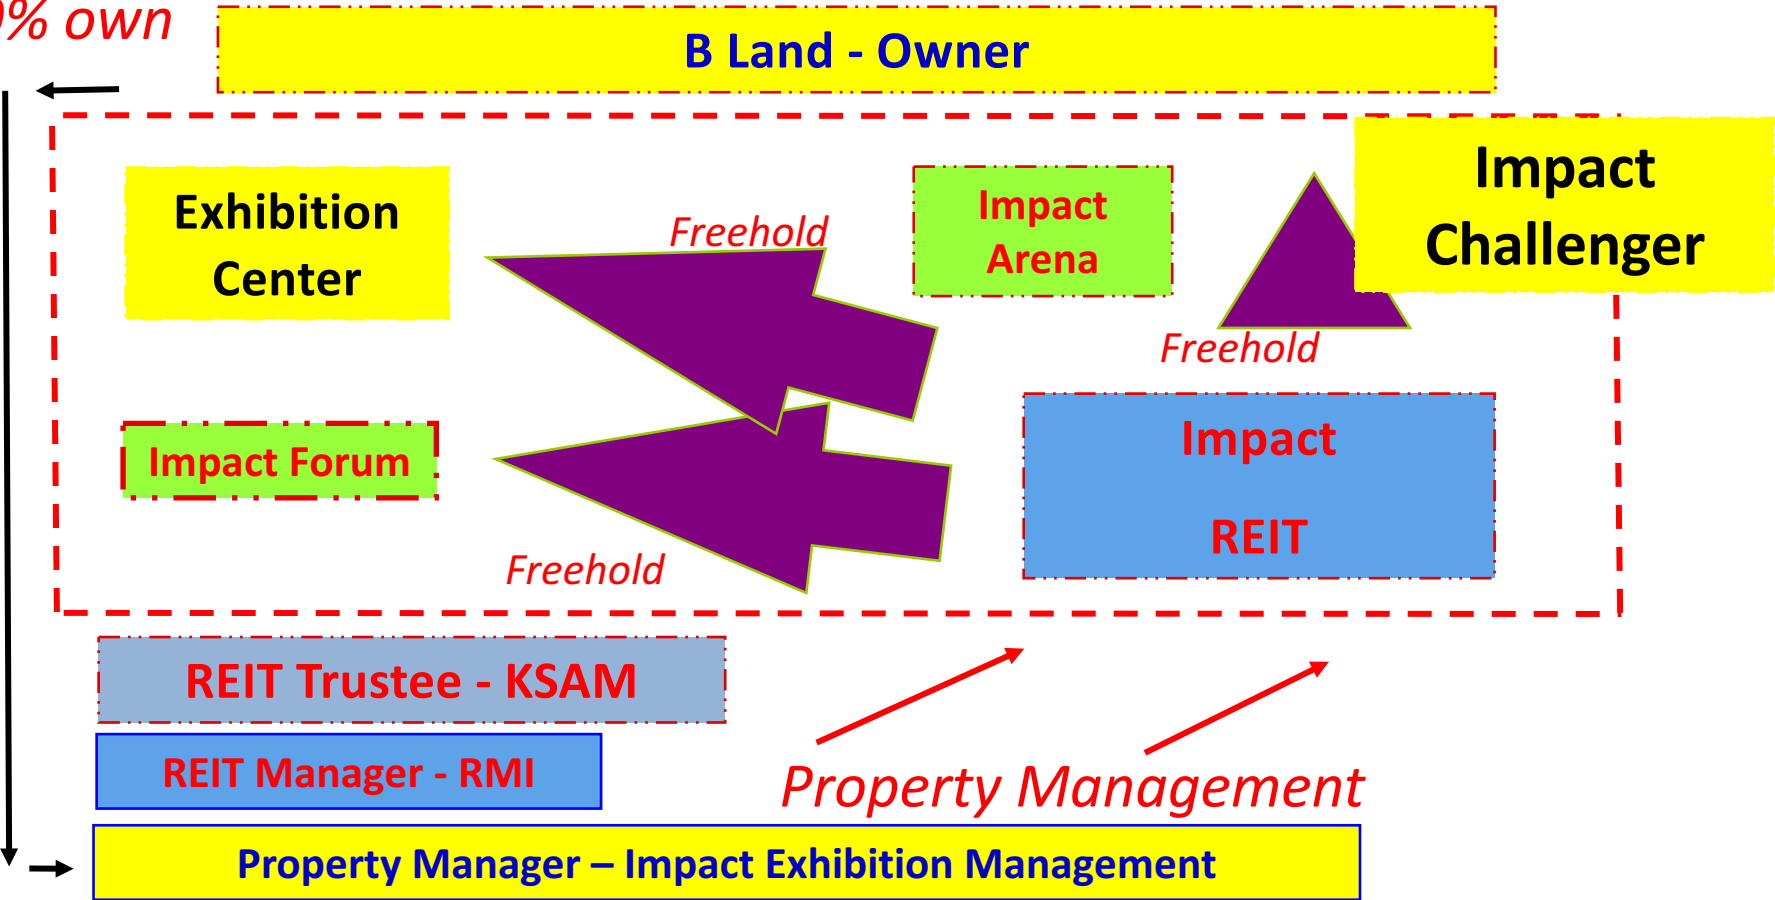 % own
B Land - Owner
Exhibition
Center
Freehold
Impact
Arena
Impact
Challenger
Freehold
Impact Forum
Impact
REIT
Freehold
REIT Trustee - KSAM
REIT Manager - RMI
Property Management
Property Manager – Impact Exhibition Management